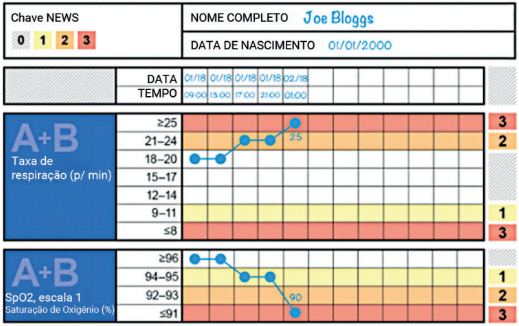 Chave NEWS
0 1 2 3
NOME COMPLETO Joe Bloggs
DATA DE NASCIMENTO 01/01/2000
DATA 01/18 01/18 01/18 01/18 02/18
TEMPO 09:00 13:00 17:00 21:00 01:00
A+B
Taxa de
respiração (p/ min)
≥25 3
21–24 25 2
18–20
15–17
12–14
9–11 1
≤8 3
A+B
SpO2, escala 1
Saturação de Oxigênio (%)
≥96
94–95 1
92–93 90 2
≤91 3